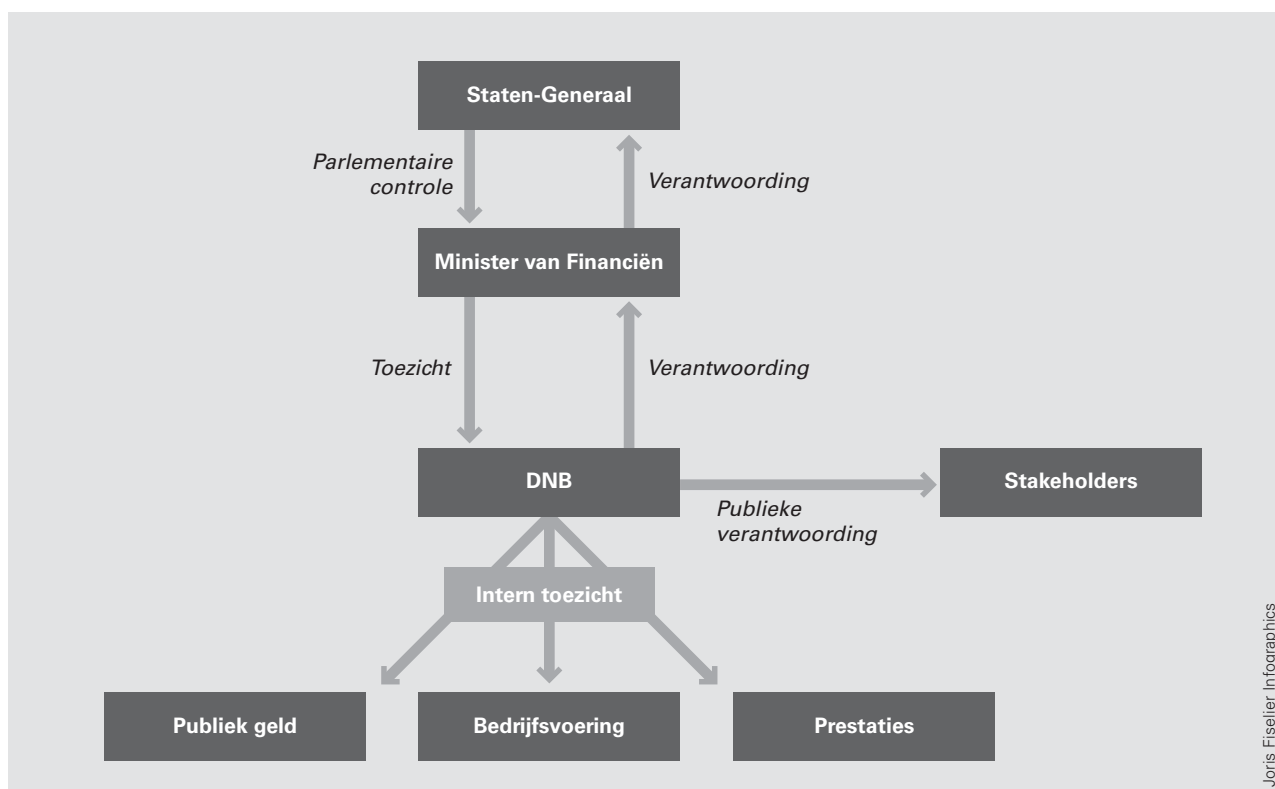 Staten-Generaal
Parlementaire
controle
Verantwoording
Minister van Financiën
Toezicht
Verantwoording
DNB
Stakeholders
Publieke
verantwoording
Intern toezicht
Publiek geld
Bedrijfsvoering
Prestaties
Joris Fiselier Infographics